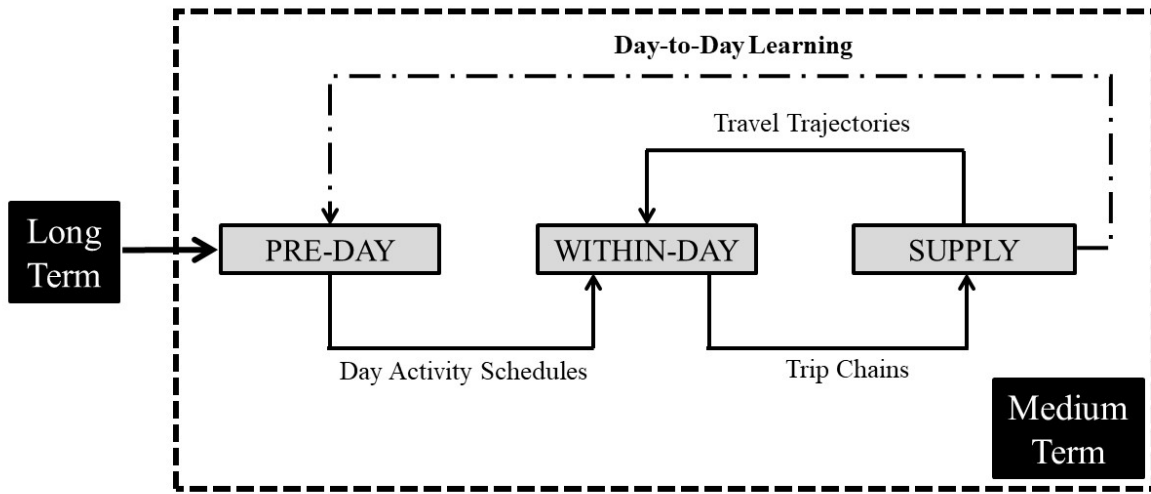 Day-to-Day Learning
Travel Trajectories
Long
Term
PRE-DAY
WITHIN-DAY
SUPPLY
Day Activity Schedules
Trip Chains
Medium
Term